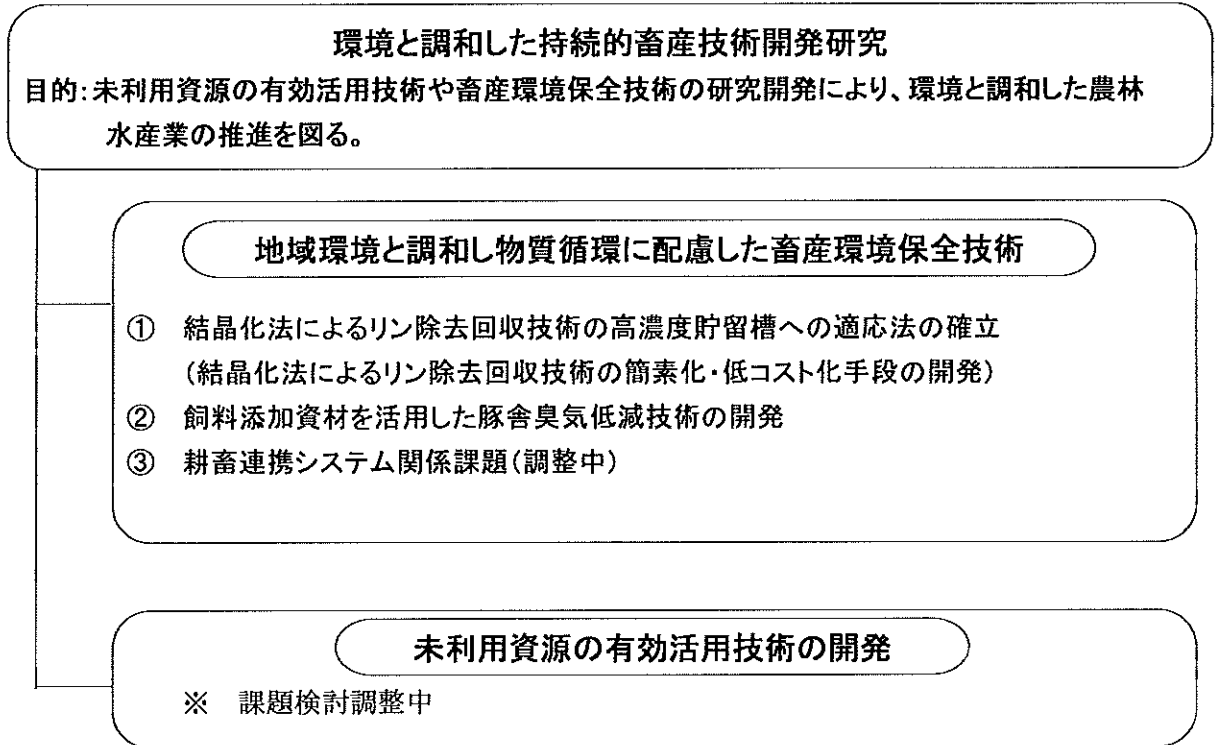 環境と調和した持続的畜産技術開発研究
目的:未利用資源の有効活用技術や畜産環境保全技術の研究開発により、環境と調和した農林
水産業の推進を図る。
地域環境と調和し物質循環に配慮した畜産環境保全技術
① 結晶化法によるリン除去回収技術の高濃度貯留槽への適応法の確立
(結晶化法によるリン除去回収技術の簡素化・低コスト化手段の開発)
② 飼料添加資材を活用した豚舎臭気低減技術の開発
③ 耕畜連携システム関係課題(調整中)
未利用資源の有効活用技術の開発
※ 課題検討調整中